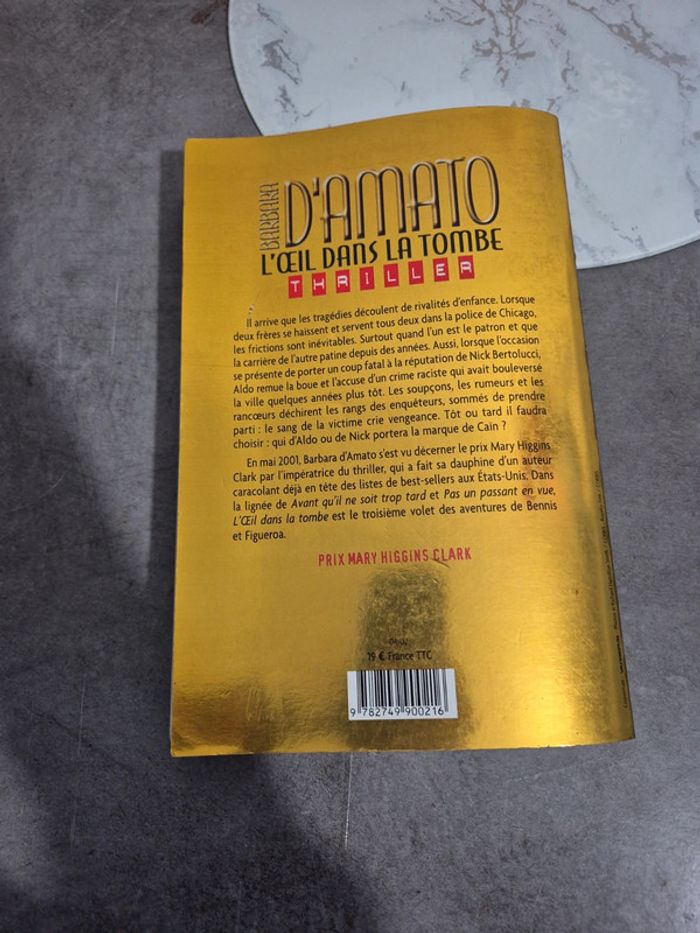 BARBARA
D'AMATO
L'ŒIL DANS LA TOMBE
THRILLER
Il arrive que les tragédies découlent de rivalités d'enfance. Lorsque
deux frères se haissent et servent tous deux dans la police de Chicago,
les frictions sont inévitables. Surtout quand l'un est le patron et que
la carrière de l'autre patine depuis des années. Aussi, lorsque l'occasion
se présente de porter un coup fatal à la réputation de Nick Bertolucci,
Aldo remue la boue et l'accuse d'un crime raciste qui avait bouleversé
la ville quelques années plus tôt. Les soupçons, les rumeurs et les
rancœurs déchirent les rangs des enquêteurs, sommés de prendre
parti : le sang de la victime crie vengeance. Tôt ou tard il faudra
choisir : qui d'Aldo ou de Nick portera la marque de Caïn ?
En mai 2001, Barbara d'Amato s'est vu décerner le prix Mary Higgins
Clark par l'impératrice du thriller, qui a fait sa dauphine d'un auteur
caracolant déjà en tête des listes de best-sellers aux États-Unis. Dans
la lignée de Avant qu'il ne soit trop tard et Pas un passant en vue,
L'Œil dans la tombe est le troisième volet des aventures de Bennis
et Figueroa.
PRIX MARY HIGGINS CLARK
19 € France TTC
9 782749 900216